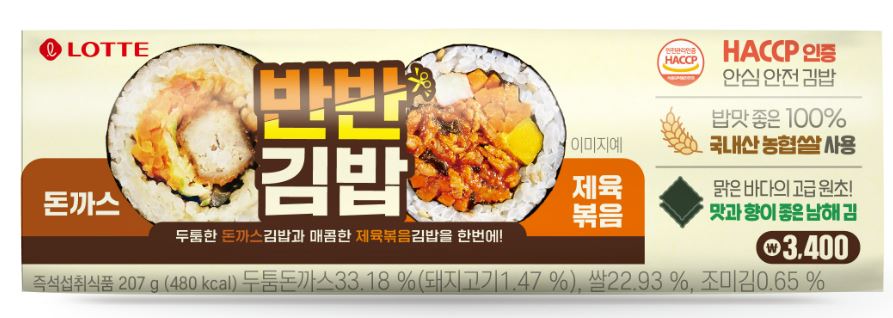 LOTTE
반반
김밥
돈까스
제육
볶음
이미지예
두툼한 돈까스김밥과 매콤한 제육볶음김밥을 한번에!
HACCP
HACCP 인증
안심 안전 김밥
밥맛 좋은 100%
국내산 농협쌀 사용
맑은 바다의 고급 원초!
맛과 향이 좋은 남해 김
₩3,400
즉석섭취식품 207 g (480 kcal) 두툼돈까스33.18 %(돼지고기1.47 %), 쌀22.93 %, 조미김0.65 %